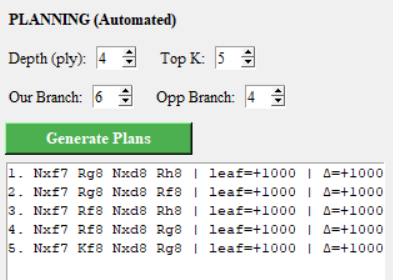 PLANNING (Automated)
Depth (ply): 4 Top K: 5
Our Branch: 6 Opp Branch: 4
Generate Plans
1. Nxf7 Rg8 Nxd8 Rh8 | leaf=+1000 | Δ=+1000
2. Nxf7 Rg8 Nxd8 Rf8 | leaf=+1000 | Δ=+1000
3. Nxf7 Rf8 Nxd8 Rh8 | leaf=+1000 | Δ=+1000
4. Nxf7 Rf8 Nxd8 Rg8 | leaf=+1000 | Δ=+1000
5. Nxf7 Kf8 Nxd8 Rg8 | leaf=+1000 | Δ=+1000